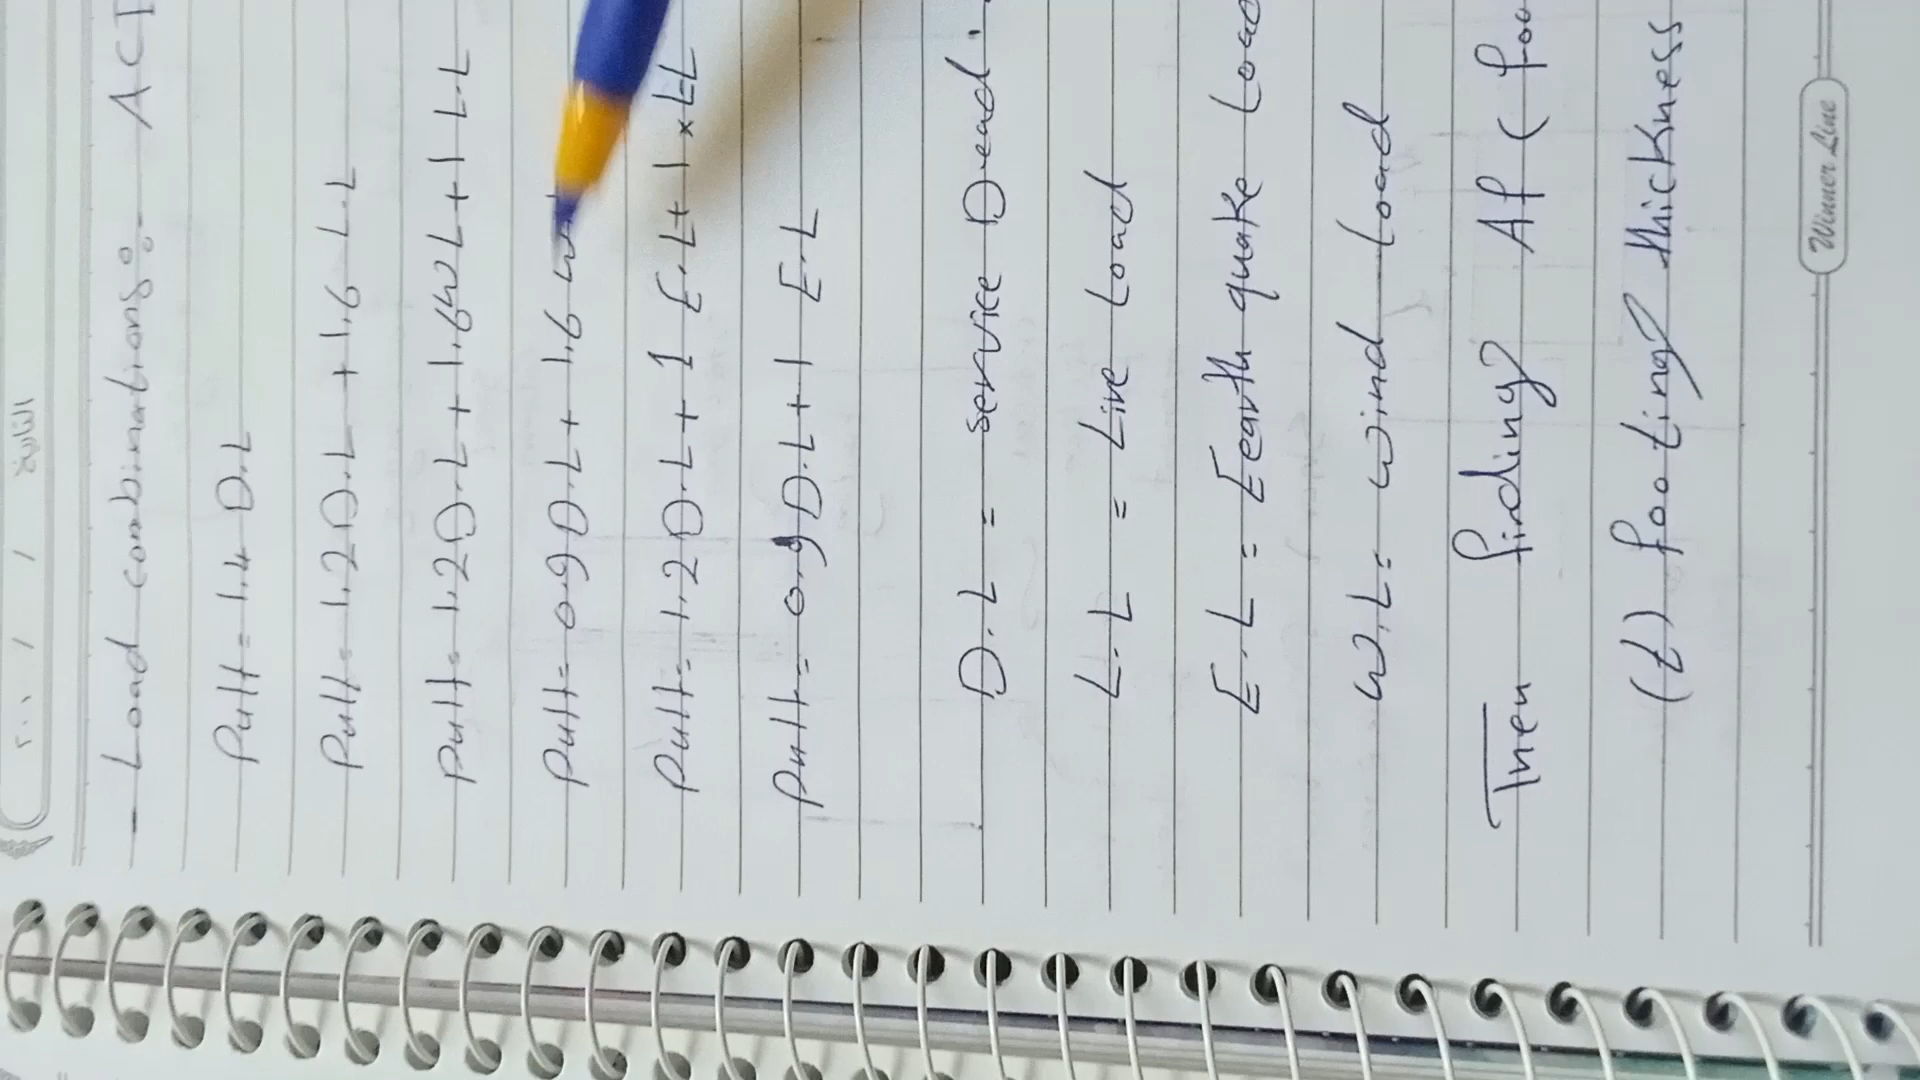 - Load combinations:- ACI
Pult = 1.4 D.L
Pult = 1.2 D.L + 1.6 L.L
Pult = 1.2 D.L + 1.6 W.L + 1 L.L
Pult = 0.9 D.L + 1.6 W
Pult = 1.2 D.L + 1 E.L + 1 * LL
Pult = 0.9 D.L + 1 E.L
D.L = service Dead.
L.L = Live Load
E.L = Earth quake Load
W.L = wind Load
Then finding Af ( foo
(t) footing thickness
Winner Line